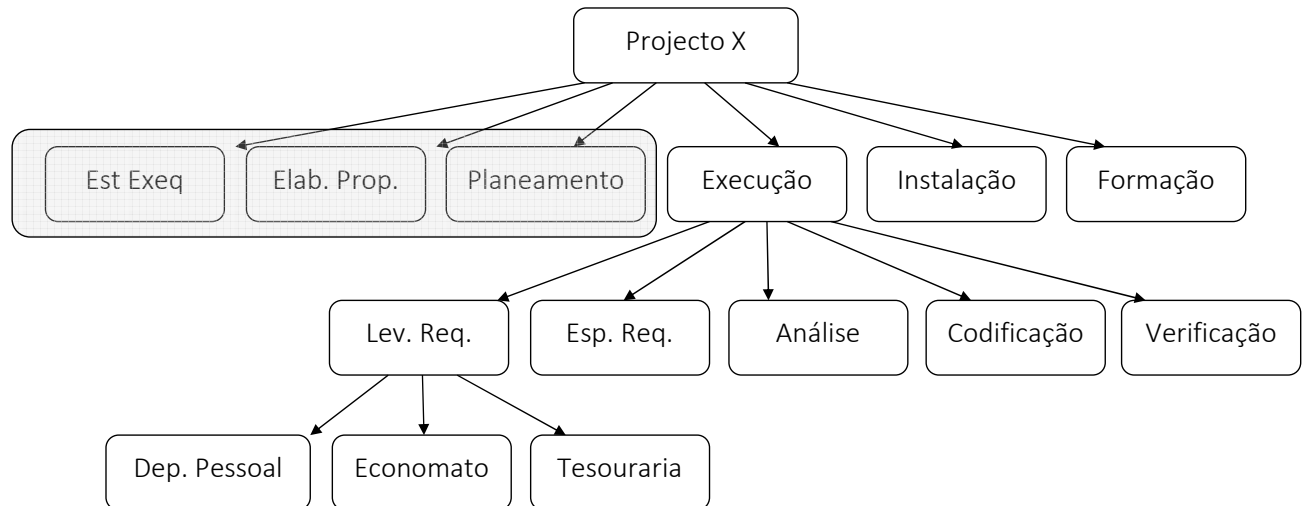 Projecto X
Est Exeq
Elab. Prop.
Planeamento
Execução
Instalação
Formação
Lev. Req.
Esp. Req.
Análise
Codificação
Verificação
Dep. Pessoal
Economato
Tesouraria